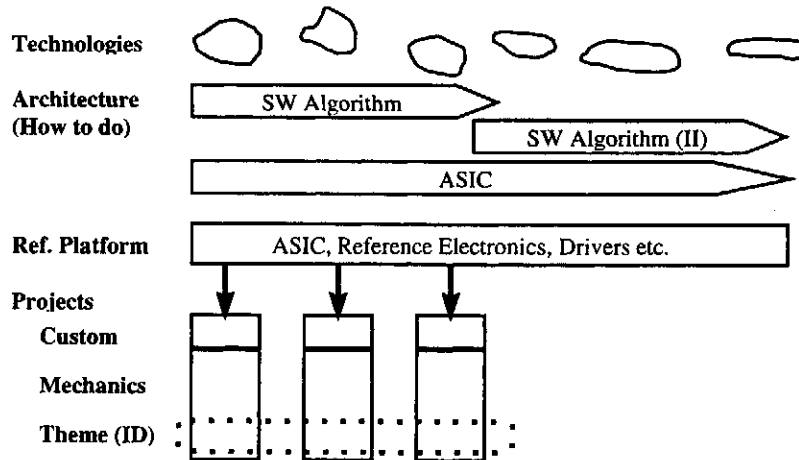 Technologies
Architecture
(How to do)
SW Algorithm
SW Algorithm (II)
ASIC
Ref. Platform
ASIC, Reference Electronics, Drivers etc.
Projects
Custom
Mechanics
Theme (ID)